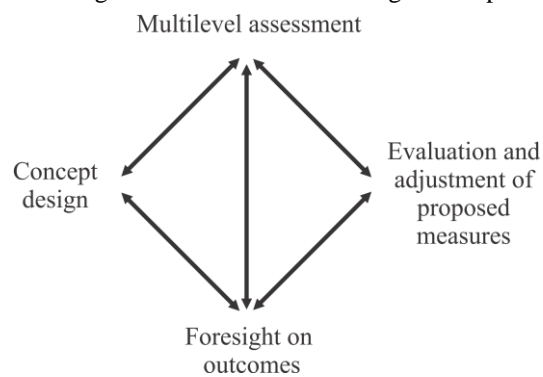 Multilevel assessment
Concept
design
Evaluation and
adjustment of
proposed
measures
Foresight on
outcomes